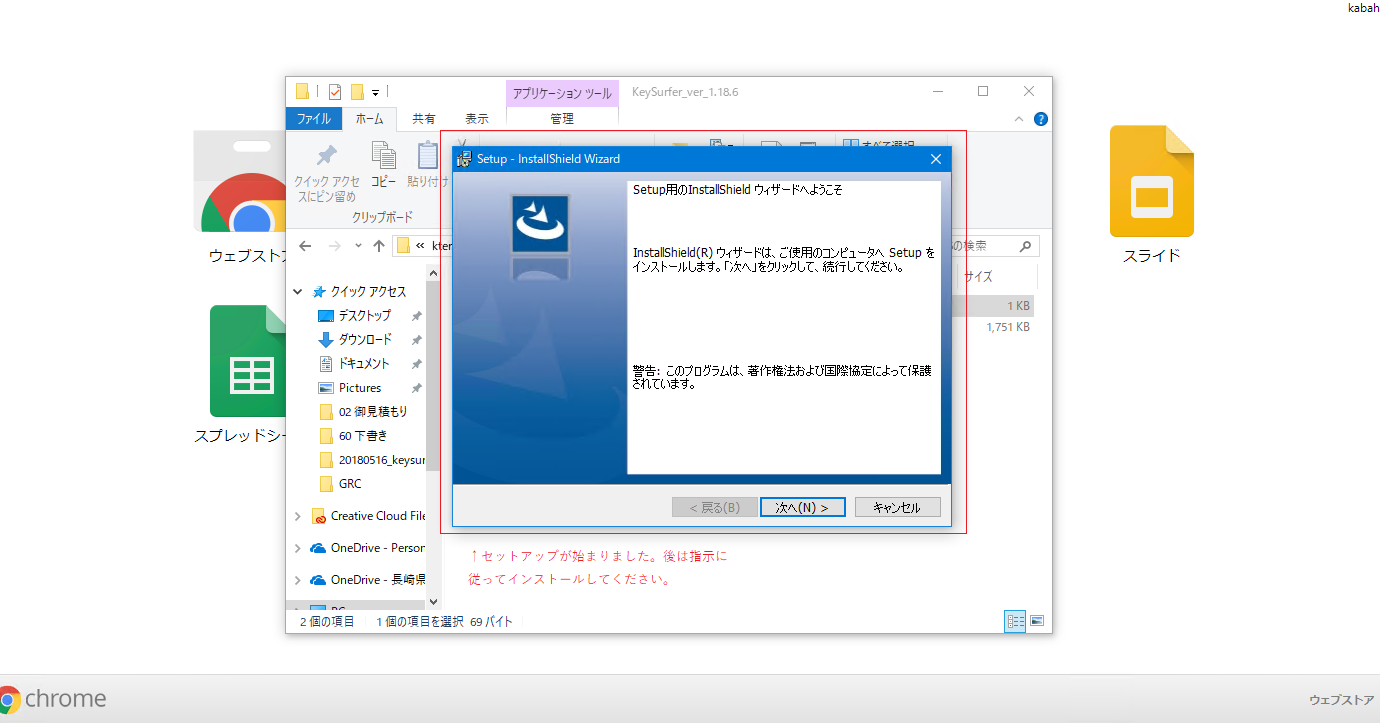 kabah
アプリケーション ツール
KeySurfer_ver_1.18.6
ファイル
ホーム
共有
表示
管理
すべて選択
クイック アクセ
スにピン留め
コピー
貼り付け
クリップボード
Setup - InstallShield Wizard
Setup用のInstallShield ウィザードへようこそ
InstallShield(R) ウィザードは、ご使用のコンピュータへ Setup を
インストールします。「次へ」をクリックして、続行してください。
警告: このプログラムは、著作権法および国際協定によって保護
されています。
< 戻る(B)
次へ(N) >
キャンセル
ウェブストア
スライド
スプレッドシー
« kter
の検索
サイズ
1 KB
1,751 KB
クイック アクセス
デスクトップ
ダウンロード
ドキュメント
Pictures
02 御見積もり
60 下書き
20180516_keysur
GRC
Creative Cloud File
OneDrive - Person
OneDrive - 長崎県
PC
↑セットアップが始まりました。後は指示に
従ってインストールしてください。
2 個の項目
1 個の項目を選択 69 バイト
chrome
ウェブストア